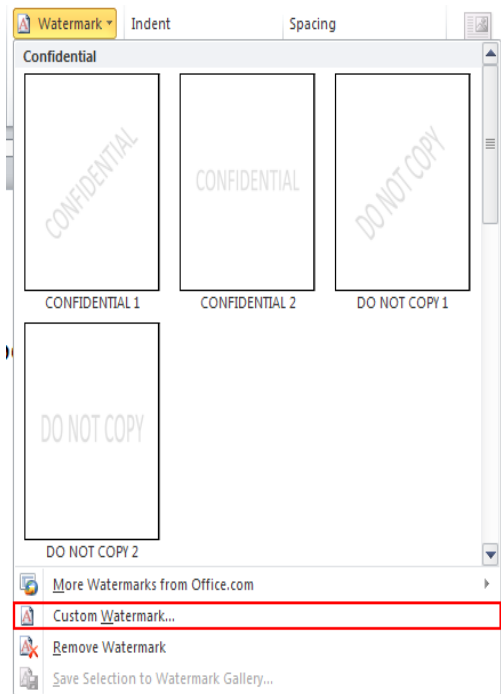 Watermark Indent Spacing
Confidential
CONFIDENTIAL CONFIDENTIAL DO NOT COPY
CONFIDENTIAL 1 CONFIDENTIAL 2 DO NOT COPY 1
DO NOT COPY
DO NOT COPY 2
More Watermarks from Office.com
Custom Watermark...
Remove Watermark
Save Selection to Watermark Gallery...